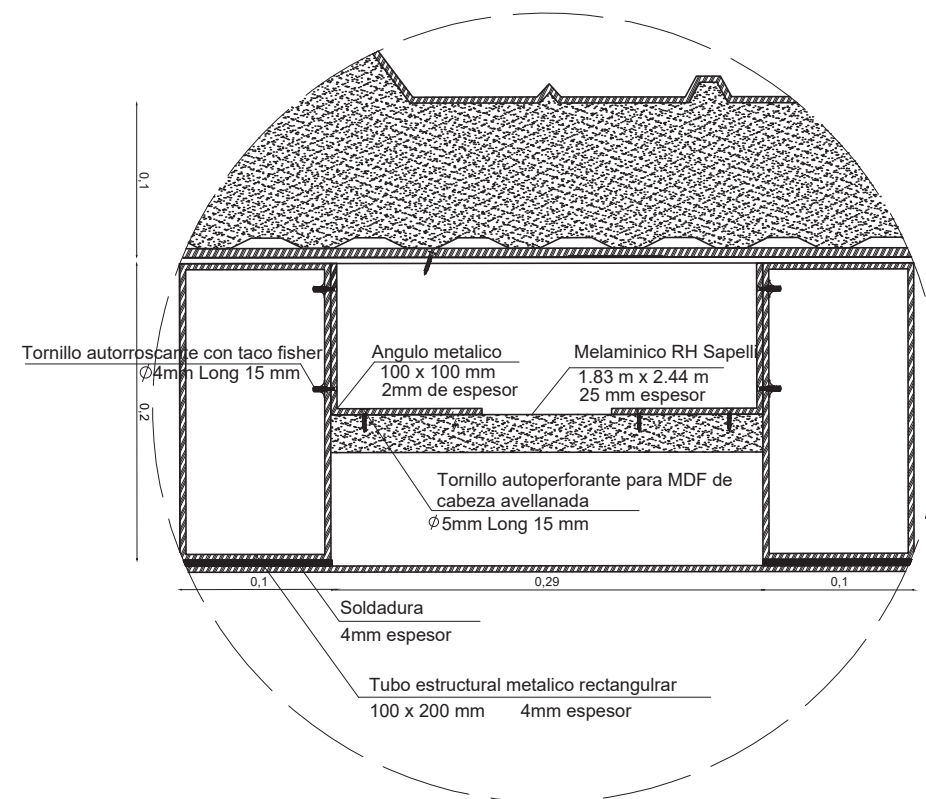 0,1
Tornillo autorroscante con taco fisher
∅4mm Long 15 mm
Angulo metalico
100 x 100 mm
2mm de espesor
Melaminico RH Sapelli
1.83 m x 2.44 m
25 mm espesor
0,2
Tornillo autoperforante para MDF de
cabeza avellanada
∅5mm Long 15 mm
0,1
0,29
0,1
Soldadura
4mm espesor
Tubo estructural metalico rectangulrar
100 x 200 mm 4mm espesor